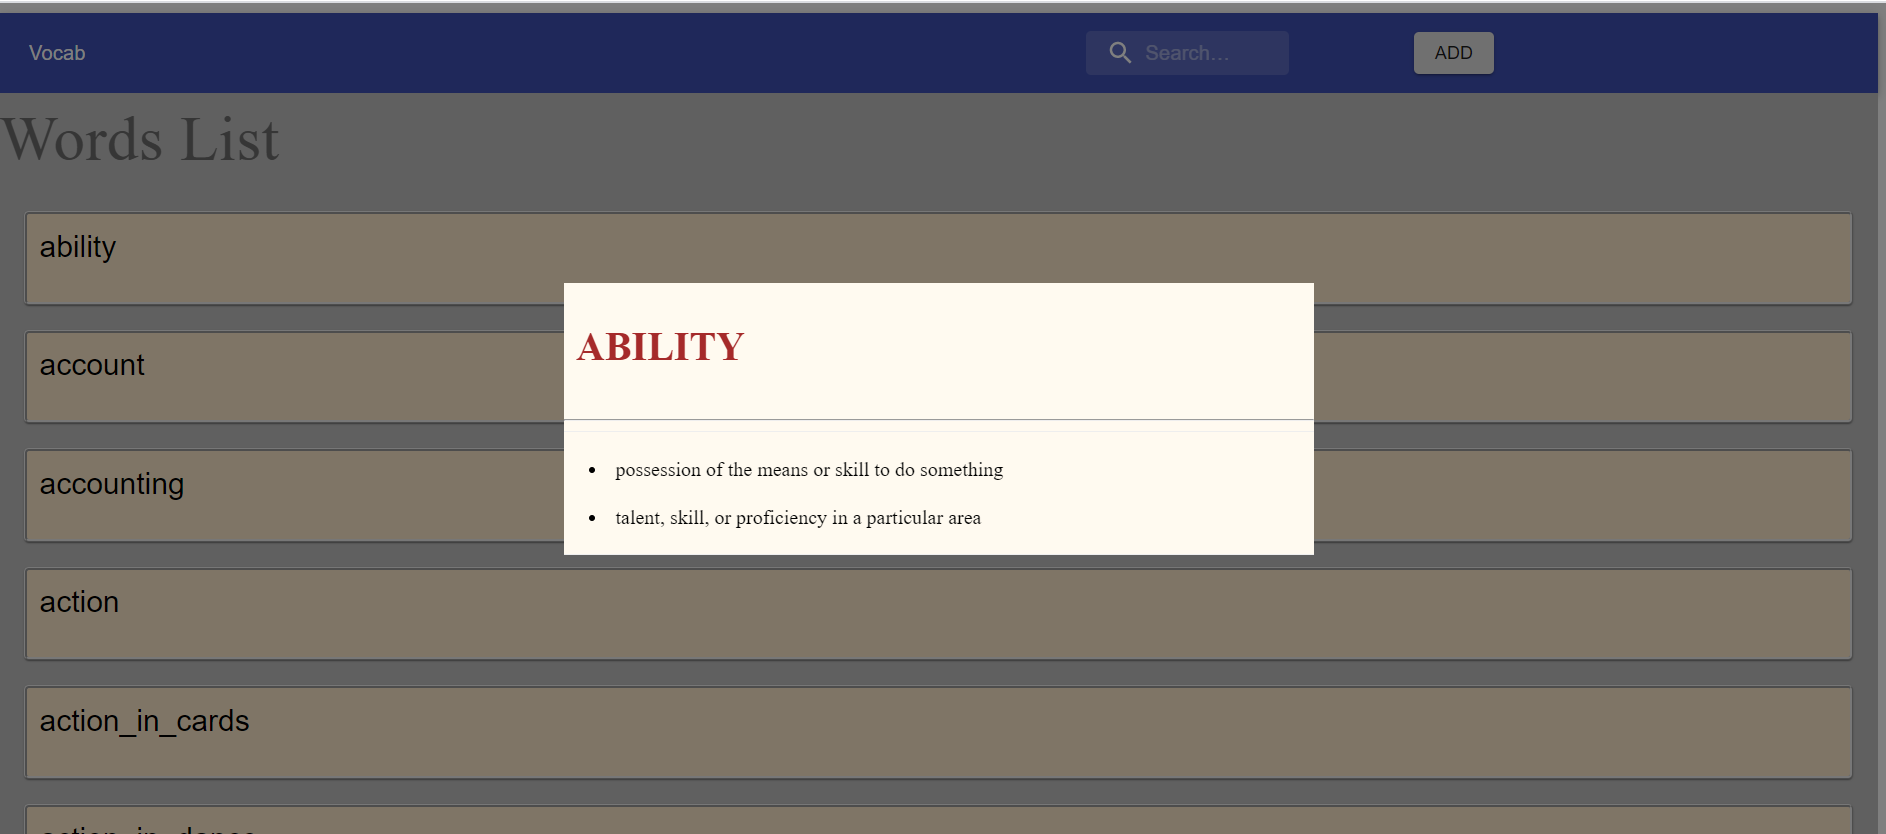 Vocab
Search...
ADD
Words List
ability
account
accounting
action
action_in_cards
ABILITY
• possession of the means or skill to do something
• talent, skill, or proficiency in a particular area